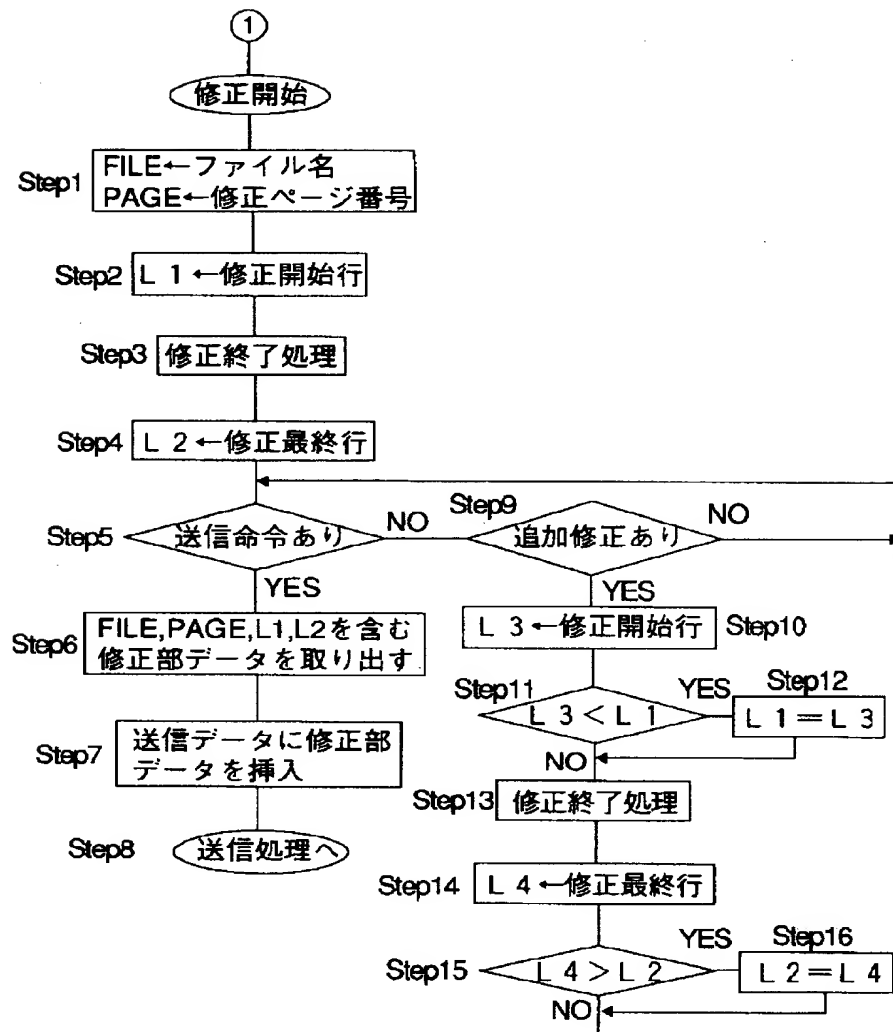 1
修正開始
Step1
FILE←ファイル名
PAGE←修正ページ番号
Step2
L 1←修正開始行
Step3
修正終了処理
Step4
L 2←修正最終行
Step5
送信命令あり
NO
YES
Step6
FILE,PAGE,L1,L2を含む
修正部データを取り出す
Step7
送信データに修正部
データを挿入
Step8
送信処理へ
Step9
追加修正あり
NO
YES
L 3←修正開始行
Step10
Step11
L 3<L 1
YES
NO
Step12
L 1=L 3
Step13
修正終了処理
Step14
L 4←修正最終行
Step15
L 4>L 2
YES
NO
Step16
L 2=L 4